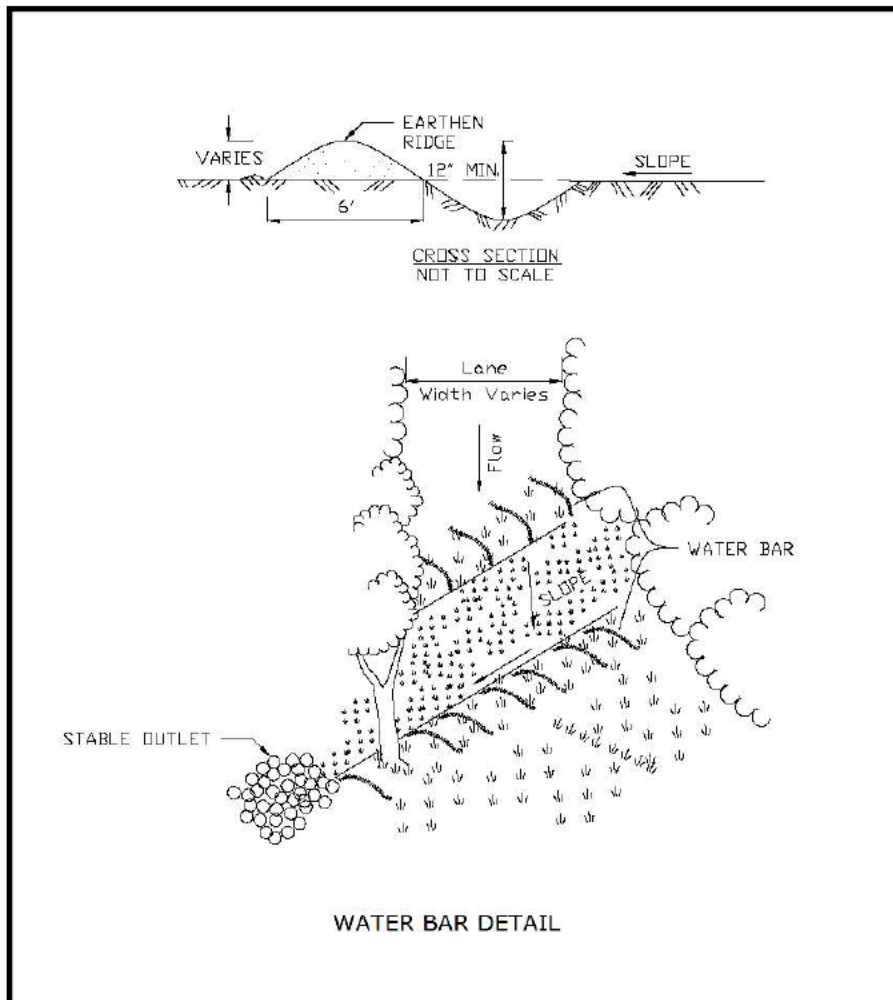 EARTHEN
RIDGE
VARIES
12" MIN.
SLOPE
6'
CROSS SECTION
NOT TO SCALE
Lane
Width Varies
Flow
WATER BAR
SLOPE
STABLE OUTLET
WATER BAR DETAIL